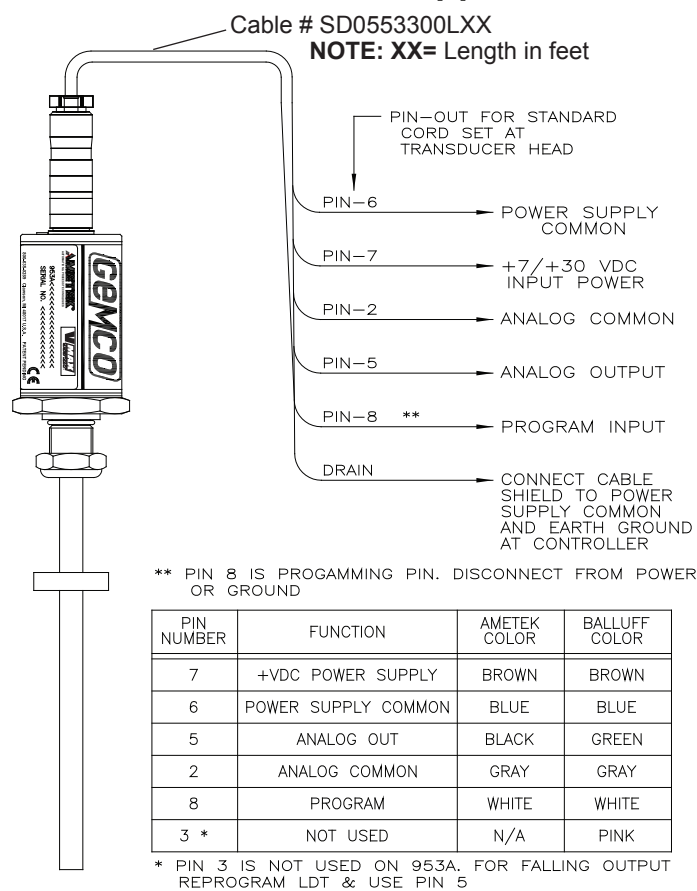 Cable # SD0553300LXX
NOTE: XX= Length in feet
PIN-OUT FOR STANDARD
CORD SET AT
TRANSDUCER HEAD
PIN-6
POWER SUPPLY
COMMON
PIN-7
+7/+30 VDC
INPUT POWER
PIN-2
ANALOG COMMON
PIN-5
ANALOG OUTPUT
PIN-8 **
PROGRAM INPUT
DRAIN
CONNECT CABLE
SHIELD TO POWER
SUPPLY COMMON
AND EARTH GROUND
AT CONTROLLER
GEMCO
AMETEK
953A<<<<<<<<<<<<<<
SERIAL NO. <<<<<<<<<<<<
CE
** PIN 8 IS PROGAMMING PIN. DISCONNECT FROM POWER
OR GROUND
PIN NUMBER FUNCTION AMETEK COLOR BALLUFF COLOR
7 +VDC POWER SUPPLY BROWN BROWN
6 POWER SUPPLY COMMON BLUE BLUE
5 ANALOG OUT BLACK GREEN
2 ANALOG COMMON GRAY GRAY
8 PROGRAM WHITE WHITE
3 * NOT USED N/A PINK
* PIN 3 IS NOT USED ON 953A. FOR FALLING OUTPUT
REPROGRAM LDT & USE PIN 5